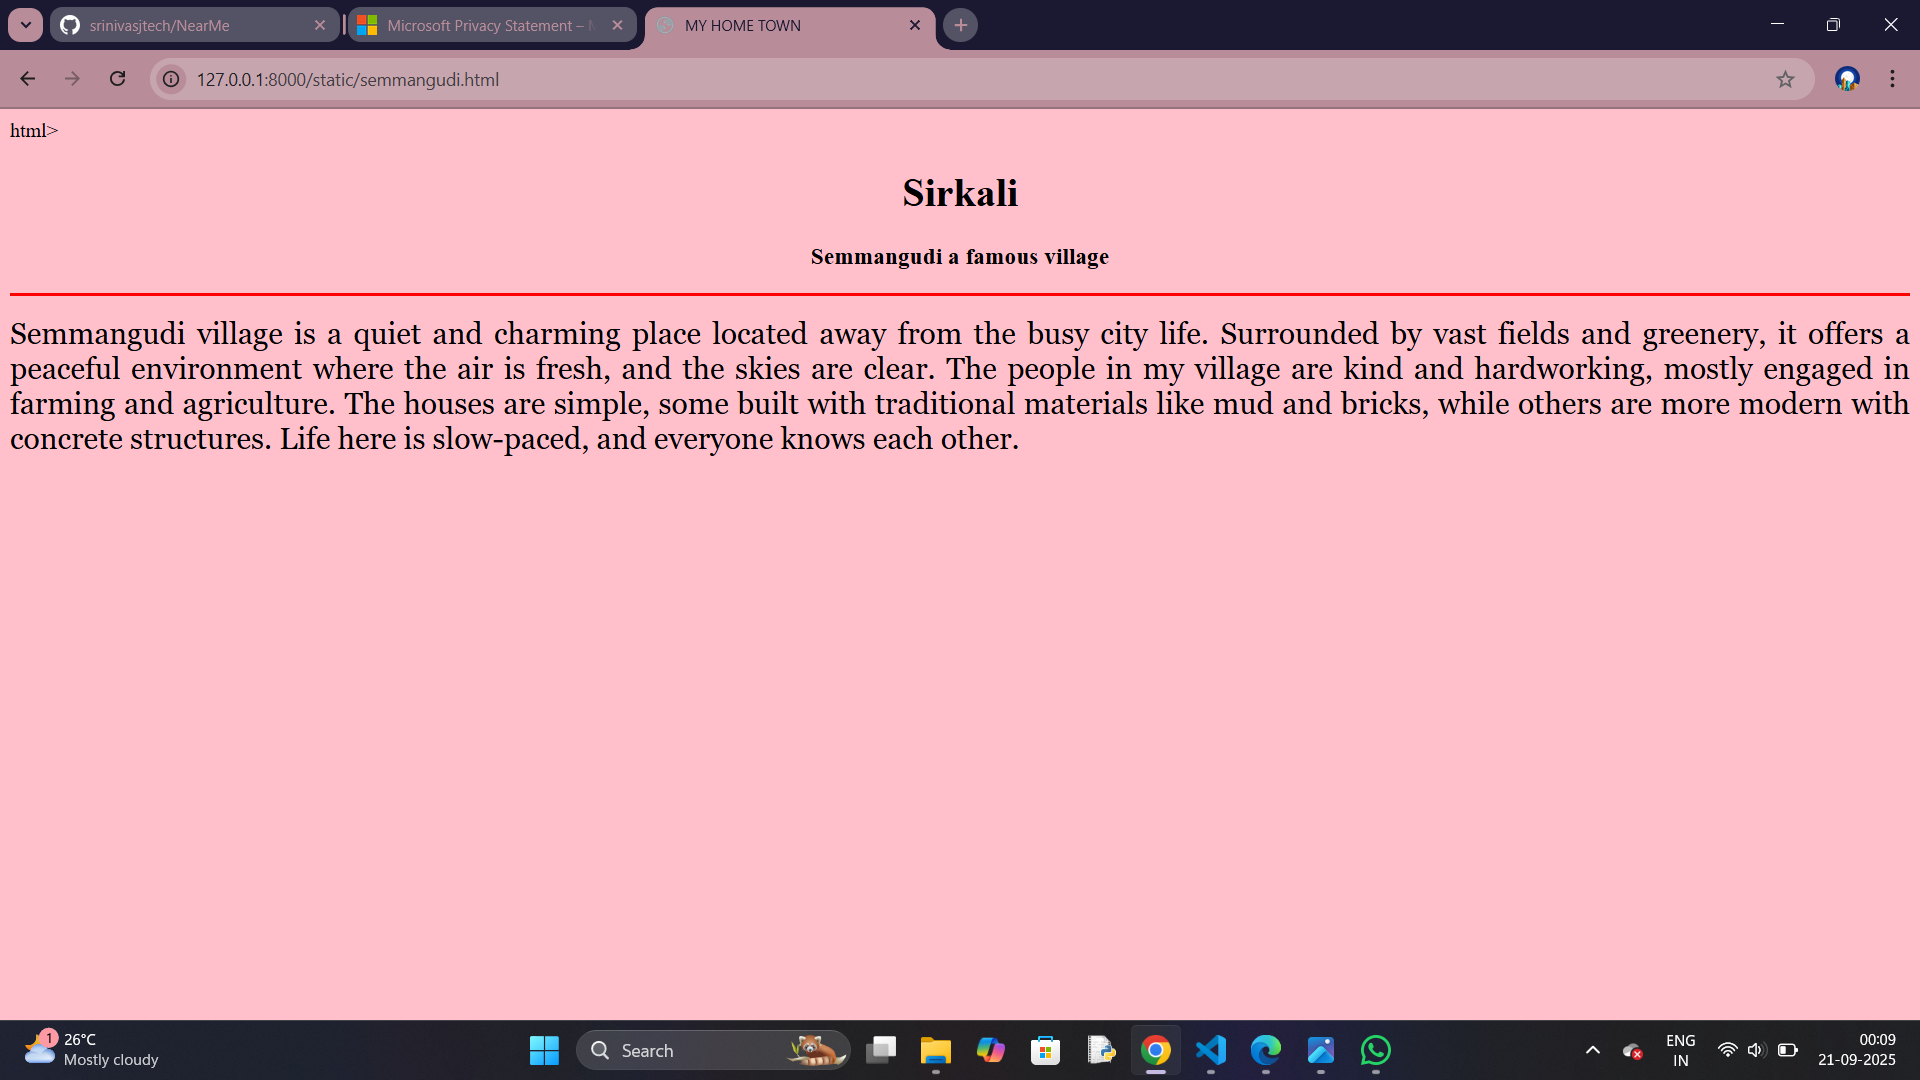 srinivasjtech/NearMe
Microsoft Privacy Statement –
MY HOME TOWN
127.0.0.1:8000/static/semmangudi.html
html>
Sirkali
Semmangudi a famous village
Semmangudi village is a quiet and charming place located away from the busy city life. Surrounded by vast fields and greenery, it offers a
peaceful environment where the air is fresh, and the skies are clear. The people in my village are kind and hardworking, mostly engaged in
farming and agriculture. The houses are simple, some built with traditional materials like mud and bricks, while others are more modern with
concrete structures. Life here is slow-paced, and everyone knows each other.
1
26°C
Mostly cloudy
Search
ENG
IN
00:09
21-09-2025